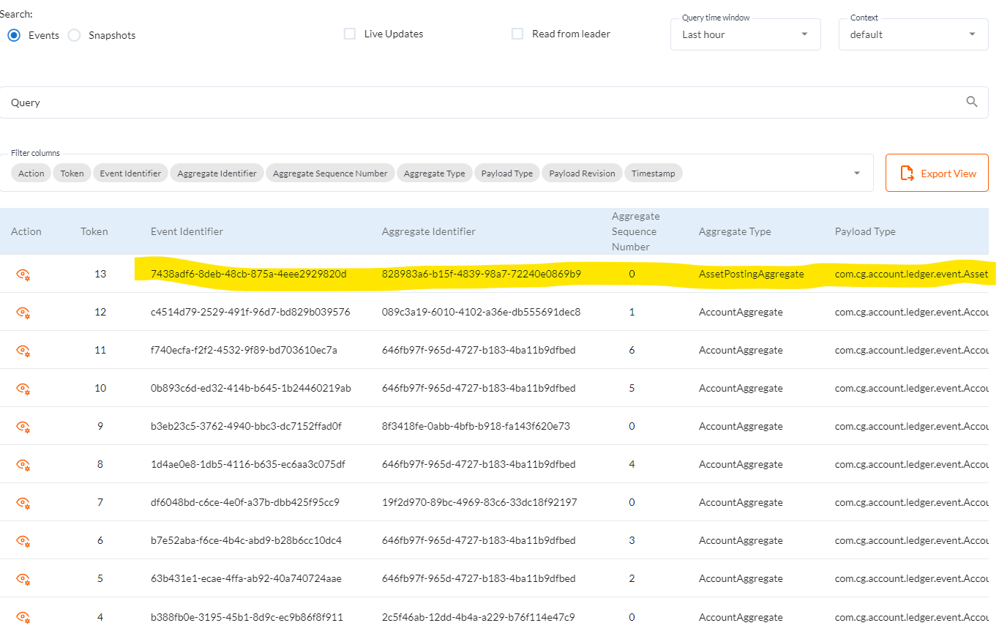 Search:
Events Snapshots Live Updates Read from leader Query time window Last hour Context default
Query
Filter columns
Action Token Event Identifier Aggregate Identifier Aggregate Sequence Number Aggregate Type Payload Type Payload Revision Timestamp Export View
Action Token Event Identifier Aggregate Identifier Aggregate Sequence Number Aggregate Type Payload Type
13 7438adf6-8deb-48cb-875a-4eee2929820d 828983a6-b15f-4839-98a7-72240e0869b9 0 AssetPostingAggregate com.cg.account.ledger.event.Asset
12 c4514d79-2529-491f-96d7-bd829b039576 089c3a19-6010-4102-a36e-db555691dec8 1 AccountAggregate com.cg.account.ledger.event.Accou
11 f740ecfa-f2f2-4532-9f89-bd703610ec7a 646fb97f-965d-4727-b183-4ba11b9dfbed 6 AccountAggregate com.cg.account.ledger.event.Accou
10 0b893c6d-ed32-414b-b645-1b24460219ab 646fb97f-965d-4727-b183-4ba11b9dfbed 5 AccountAggregate com.cg.account.ledger.event.Accou
9 b3eb23c5-3762-4940-bbc3-dc7152ffad0f 8f3418fe-0abb-4bfb-b918-fa143f620e73 0 AccountAggregate com.cg.account.ledger.event.Accou
8 1d4ae0e8-1db5-4116-b635-ec6aa3c075df 646fb97f-965d-4727-b183-4ba11b9dfbed 4 AccountAggregate com.cg.account.ledger.event.Accou
7 df6048bd-c6ce-4e0f-a37b-dbb425f95cc9 19f2d970-89bc-4969-83c6-33dc18f92197 0 AccountAggregate com.cg.account.ledger.event.Accou
6 b7e52aba-f6ce-4b4c-abd9-b28b6cc10dc4 646fb97f-965d-4727-b183-4ba11b9dfbed 3 AccountAggregate com.cg.account.ledger.event.Accou
5 63b431e1-ecae-4ffa-ab92-40a740724aae 646fb97f-965d-4727-b183-4ba11b9dfbed 2 AccountAggregate com.cg.account.ledger.event.Accou
4 b388fb0e-3195-45b1-8d9c-ec9b86f8f911 2c5f46ab-12dd-4b4a-a229-b76f114e47c9 0 AccountAggregate com.cg.account.ledger.event.Accou